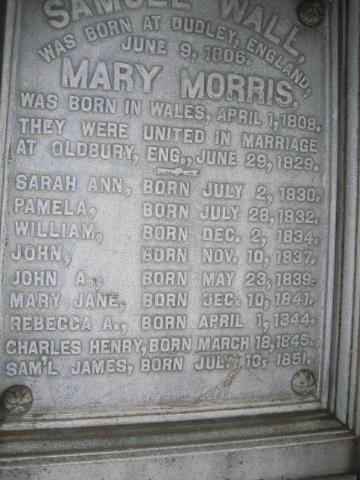 SAMUEL WALL,
WAS BORN AT DUDLEY, ENGLAND,
JUNE 9, 1806.
MARY MORRIS,
WAS BORN IN WALES, APRIL 1, 1808.
THEY WERE UNITED IN MARRIAGE
AT OLDBURY, ENG., JUNE 29, 1829.
SARAH ANN, BORN JULY 2, 1830.
PAMELA, BORN JULY 28, 1832.
WILLIAM, BORN DEC. 2, 1834.
JOHN, BORN NOV. 10, 1837.
JOHN A., BORN MAY 23, 1839.
MARY JANE, BORN DEC. 10, 1841.
REBECCA A., BORN APRIL 1, 1844.
CHARLES HENRY, BORN MARCH 18, 1845.
SAM'L JAMES, BORN JULY 10, 1851.